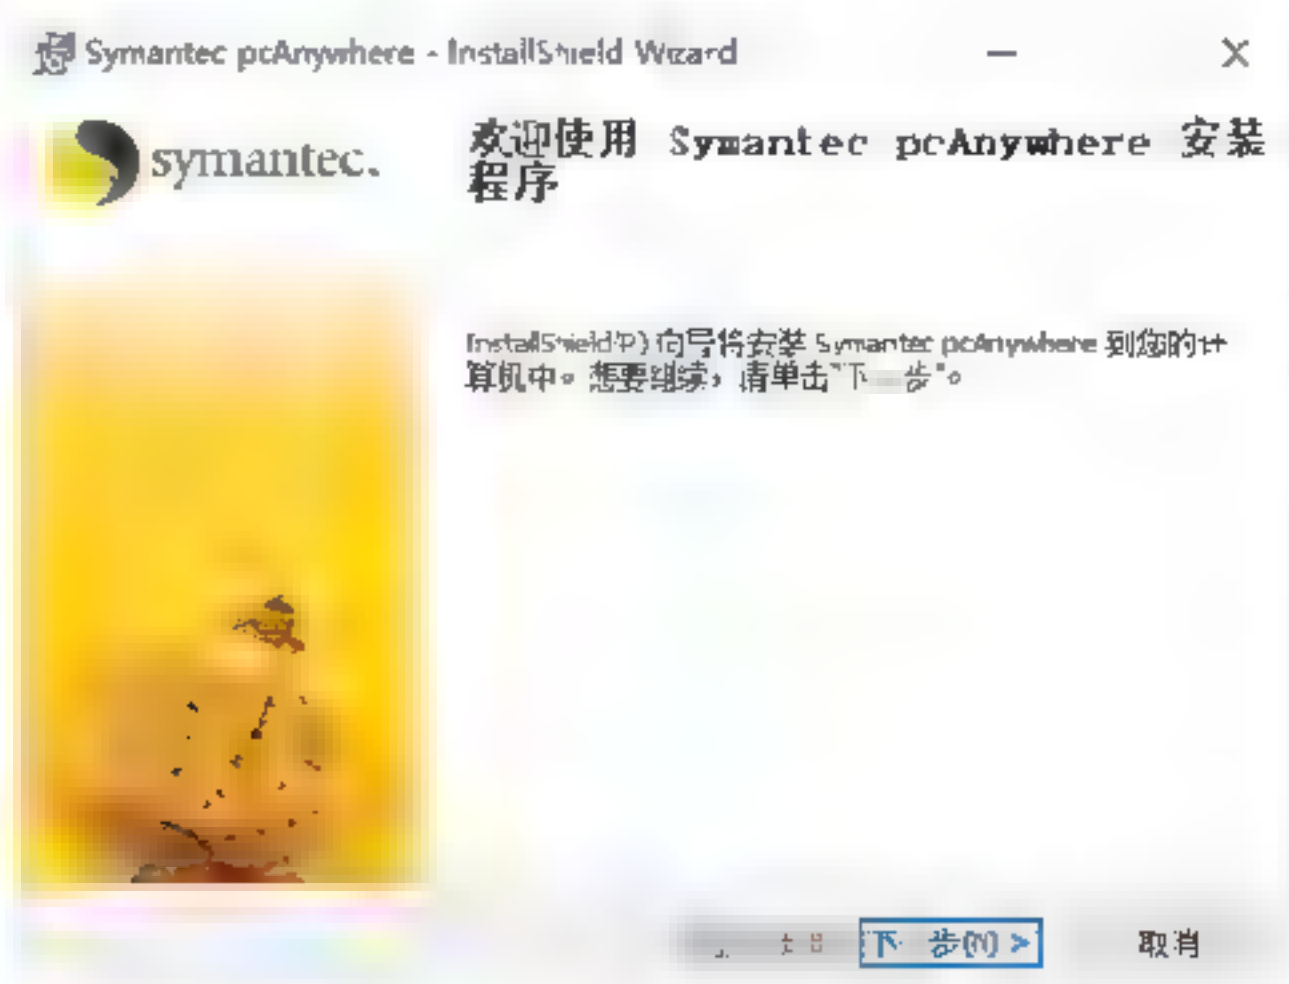 Symantec pcAnywhere - InstallShield Wizard
symantec.
欢迎使用 Symantec pcAnywhere 安装
程序
InstallShield(R) 向导将安装 Symantec pcAnywhere 到您的计
算机中。想要继续，请单击"下一步"。
下一步(N) >
取消